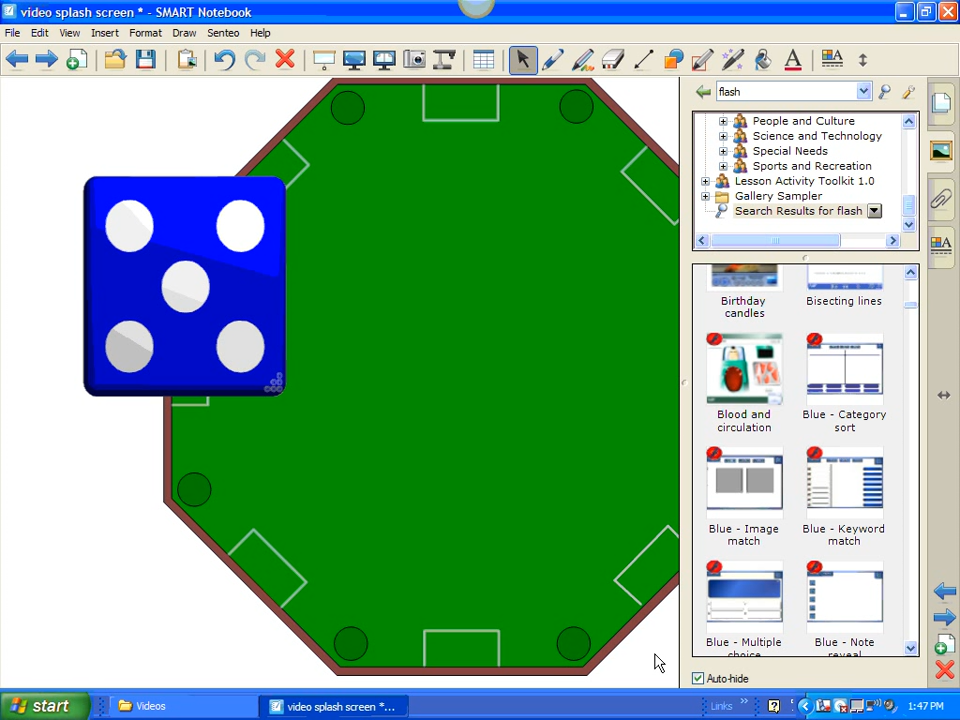 video splash screen * - SMART Notebook
File Edit View Insert Format Draw Senteo Help
flash
People and Culture
Science and Technology
Special Needs
Sports and Recreation
Lesson Activity Toolkit 1.0
Gallery Sampler
Search Results for flash
Birthday candles
Bisecting lines
Blood and circulation
Blue - Category sort
Blue - Image match
Blue - Keyword match
Blue - Multiple choice
Blue - Note reveal
Auto-hide
start
Videos
video splash screen *...
Links
1:47 PM